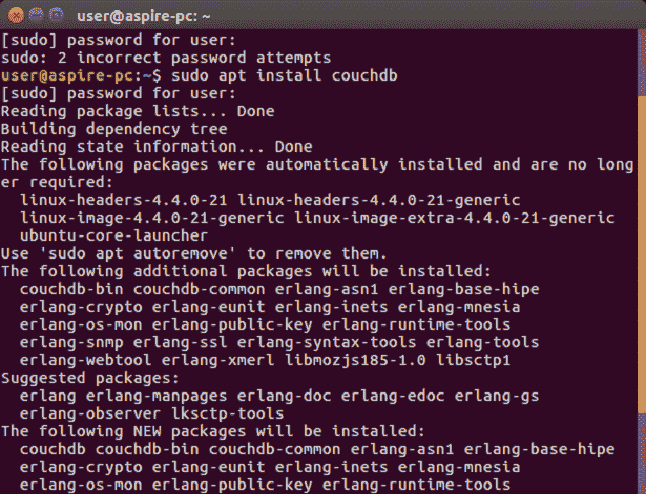 user@aspire-pc: ~
[sudo] password for user:
sudo: 2 incorrect password attempts
user@aspire-pc:~$ sudo apt install couchdb
[sudo] password for user:
Reading package lists... Done
Building dependency tree
Reading state information... Done
The following packages were automatically installed and are no long
er required:
linux-headers-4.4.0-21 linux-headers-4.4.0-21-generic
linux-image-4.4.0-21-generic linux-image-extra-4.4.0-21-generic
ubuntu-core-launcher
Use 'sudo apt autoremove' to remove them.
The following additional packages will be installed:
couchdb-bin couchdb-common erlang-asn1 erlang-base-hipe
erlang-crypto erlang-eunit erlang-inets erlang-mnesia
erlang-os-mon erlang-public-key erlang-runtime-tools
erlang-snmp erlang-ssl erlang-syntax-tools erlang-tools
erlang-webtool erlang-xmerl libmozjs185-1.0 libsctp1
Suggested packages:
erlang erlang-manpages erlang-doc erlang-edoc erlang-gs
erlang-observer lksctp-tools
The following NEW packages will be installed:
couchdb couchdb-bin couchdb-common erlang-asn1 erlang-base-hipe
erlang-crypto erlang-eunit erlang-inets erlang-mnesia
erlang-os-mon erlang-public-key erlang-runtime-tools